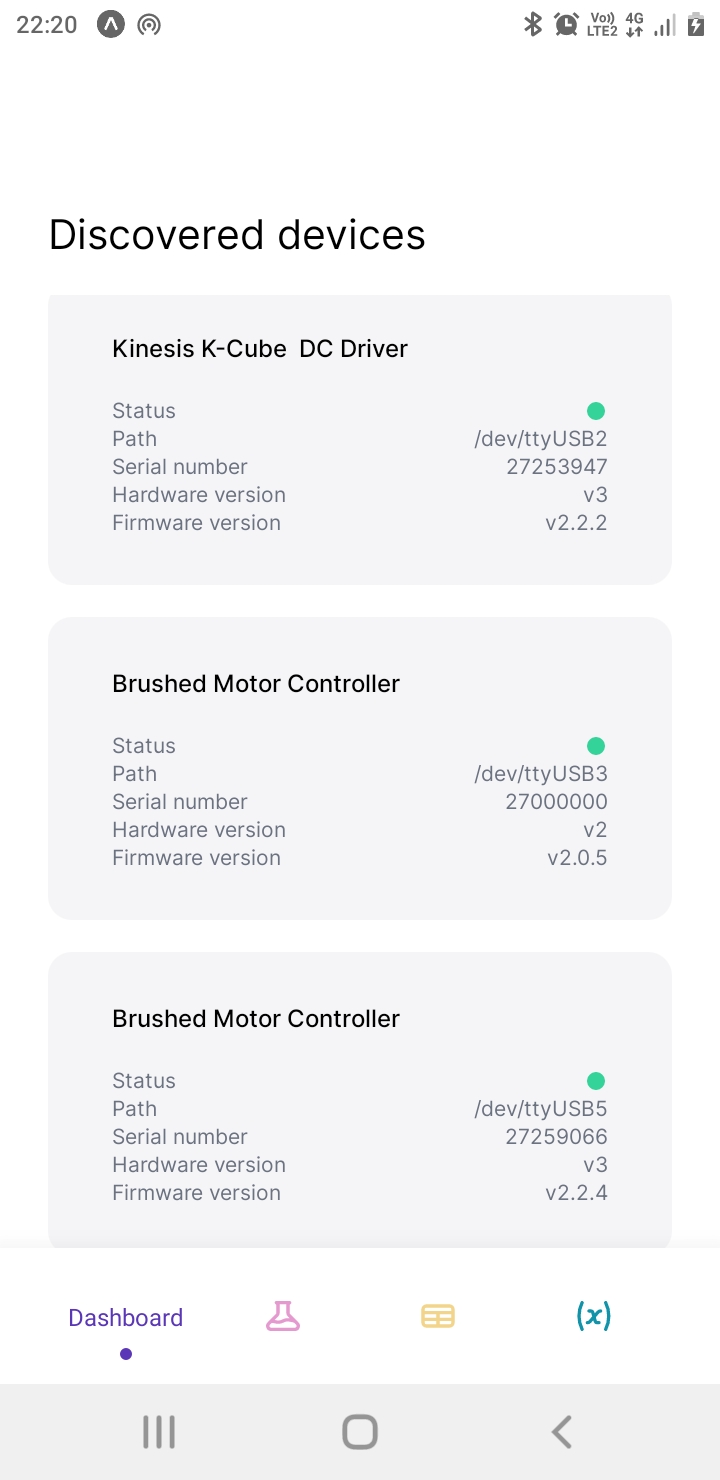 22:20
Vo)) 4G
LTE2
Discovered devices
Kinesis K-Cube  DC Driver
Status
Path /dev/ttyUSB2
Serial number 27253947
Hardware version v3
Firmware version v2.2.2
Brushed Motor Controller
Status
Path /dev/ttyUSB3
Serial number 27000000
Hardware version v2
Firmware version v2.0.5
Brushed Motor Controller
Status
Path /dev/ttyUSB5
Serial number 27259066
Hardware version v3
Firmware version v2.2.4
Dashboard (x)